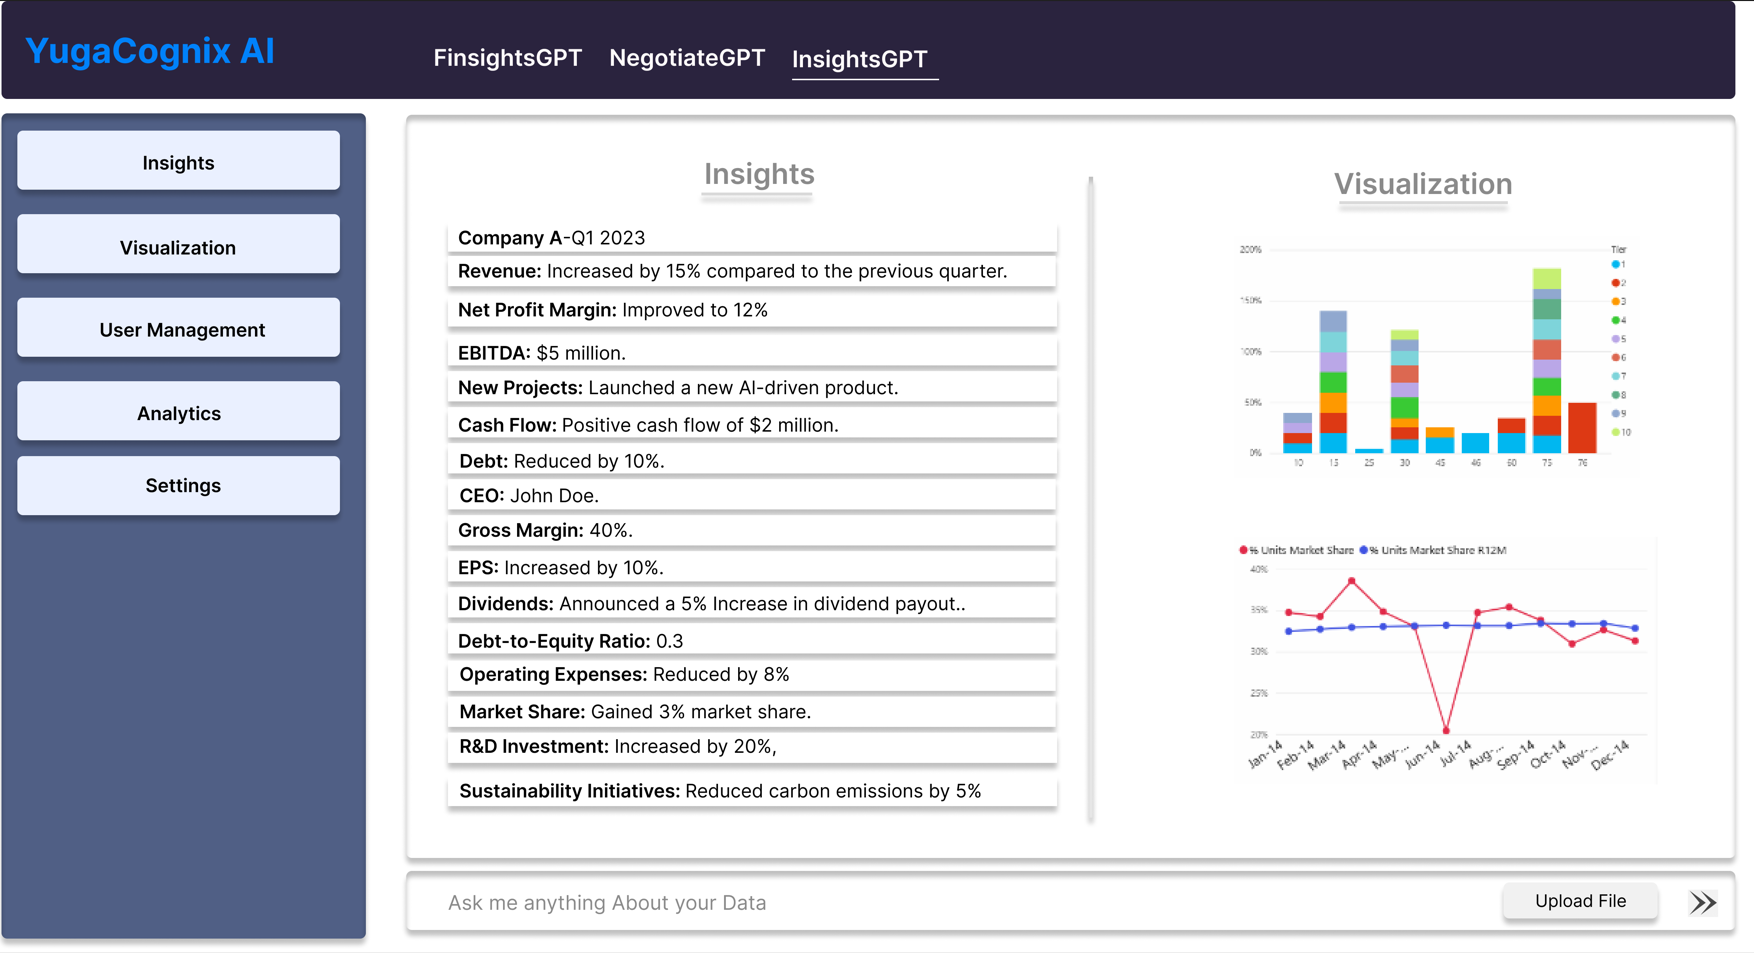 YugaCognix AI
FinsightsGPT
NegotiateGPT
InsightsGPT
Insights
Visualization
User Management
Analytics
Settings
Insights
Company A-Q1 2023
Revenue: Increased by 15% compared to the previous quarter.
Net Profit Margin: Improved to 12%
EBITDA: $5 million.
New Projects: Launched a new AI-driven product.
Cash Flow: Positive cash flow of $2 million.
Debt: Reduced by 10%.
CEO: John Doe.
Gross Margin: 40%.
EPS: Increased by 10%.
Dividends: Announced a 5% Increase in dividend payout..
Debt-to-Equity Ratio: 0.3
Operating Expenses: Reduced by 8%
Market Share: Gained 3% market share.
R&D Investment: Increased by 20%,
Sustainability Initiatives: Reduced carbon emissions by 5%
Visualization
200%
150%
100%
50%
0%
10 15 25 30 45 46 60 75 76
Tier
1
2
3
4
5
6
7
8
9
10
% Units Market Share % Units Market Share R12M
40%
35%
30%
25%
20%
Jan-14 Feb-14 Mar-14 Apr-14 May-... Jun-14 Jul-14 Aug-... Sep-14 Oct-14 Nov-... Dec-14
Ask me anything About your Data
Upload File